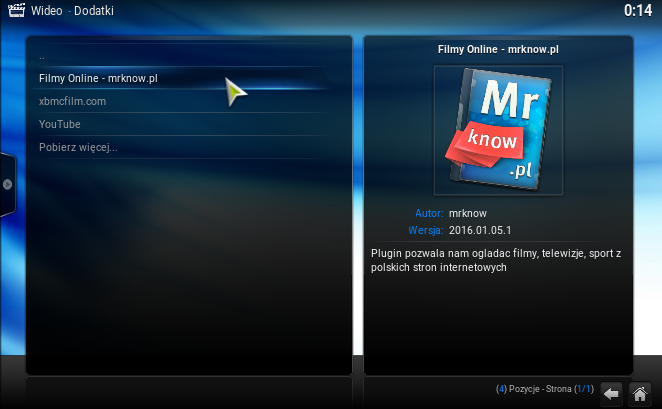 Wideo - Dodatki
0:14
..
Filmy Online - mrknow.pl
xbmcfilm.com
YouTube
Pobierz więcej...
Filmy Online - mrknow.pl
Mr
know
.pl
Autor: mrknow
Wersja: 2016.01.05.1
Plugin pozwala nam ogladac filmy, telewizje, sport z
polskich stron internetowych
(4) Pozycje - Strona (1/1)